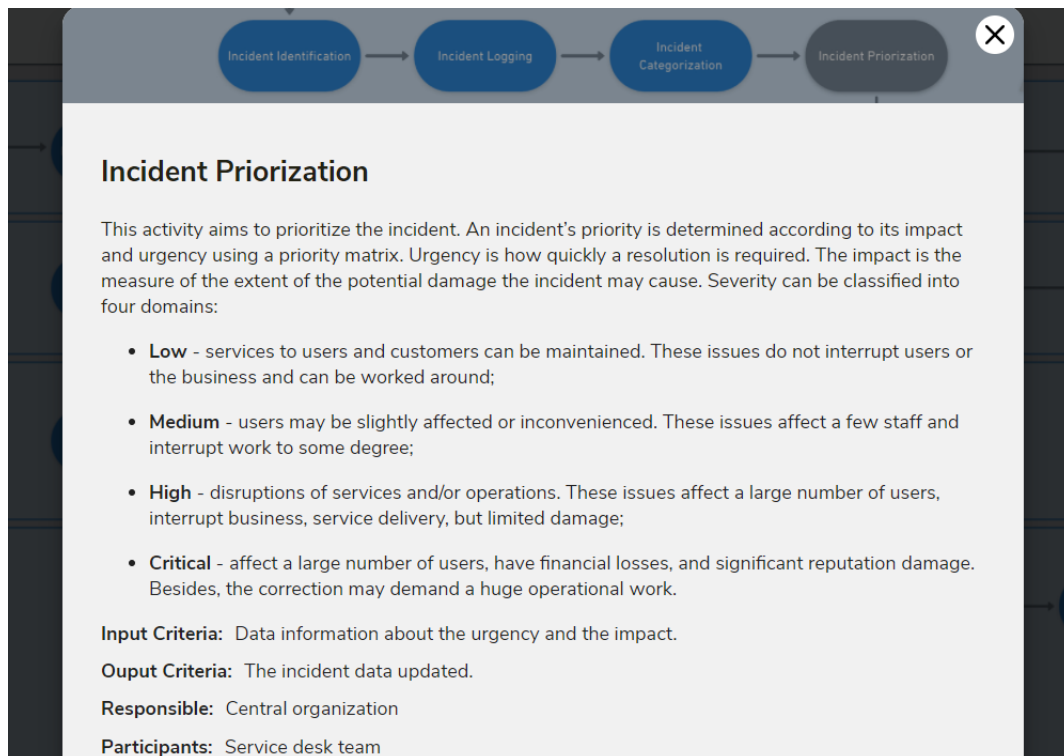 Incident Identification
Incident Logging
Incident
Categorization
Incident Priorization
Incident Priorization
This activity aims to prioritize the incident. An incident’s priority is determined according to its impact
and urgency using a priority matrix. Urgency is how quickly a resolution is required. The impact is the
measure of the extent of the potential damage the incident may cause. Severity can be classified into
four domains:
• Low - services to users and customers can be maintained. These issues do not interrupt users or
the business and can be worked around;
• Medium - users may be slightly affected or inconvenienced. These issues affect a few staff and
interrupt work to some degree;
• High - disruptions of services and/or operations. These issues affect a large number of users,
interrupt business, service delivery, but limited damage;
• Critical - affect a large number of users, have financial losses, and significant reputation damage.
Besides, the correction may demand a huge operational work.
Input Criteria: Data information about the urgency and the impact.
Ouput Criteria: The incident data updated.
Responsible: Central organization
Participants: Service desk team